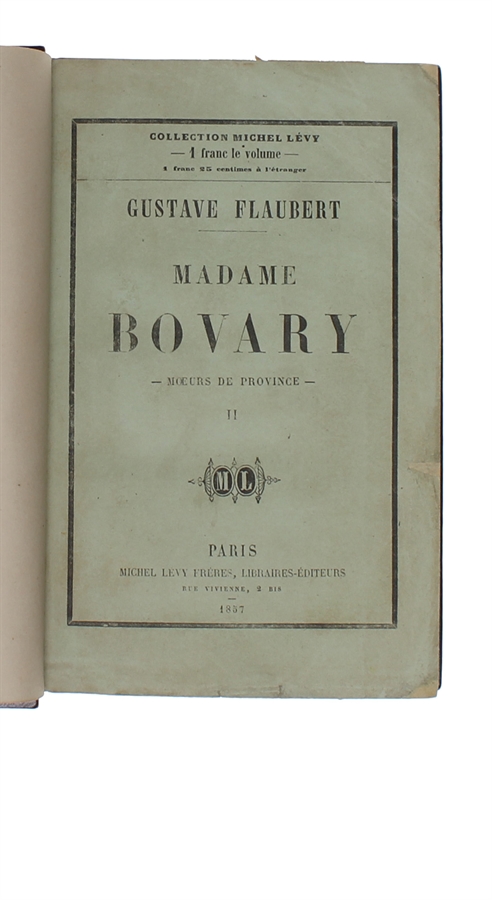 COLLECTION MICHEL LÉVY
— 1 franc le volume —
1 franc 25 centimes à l'étranger
GUSTAVE FLAUBERT
MADAME
BOVARY
— MŒURS DE PROVINCE —
II
ML
PARIS
MICHEL LÉVY FRÈRES, LIBRAIRES-ÉDITEURS
RUE VIVIENNE, 2 BIS
—
1857